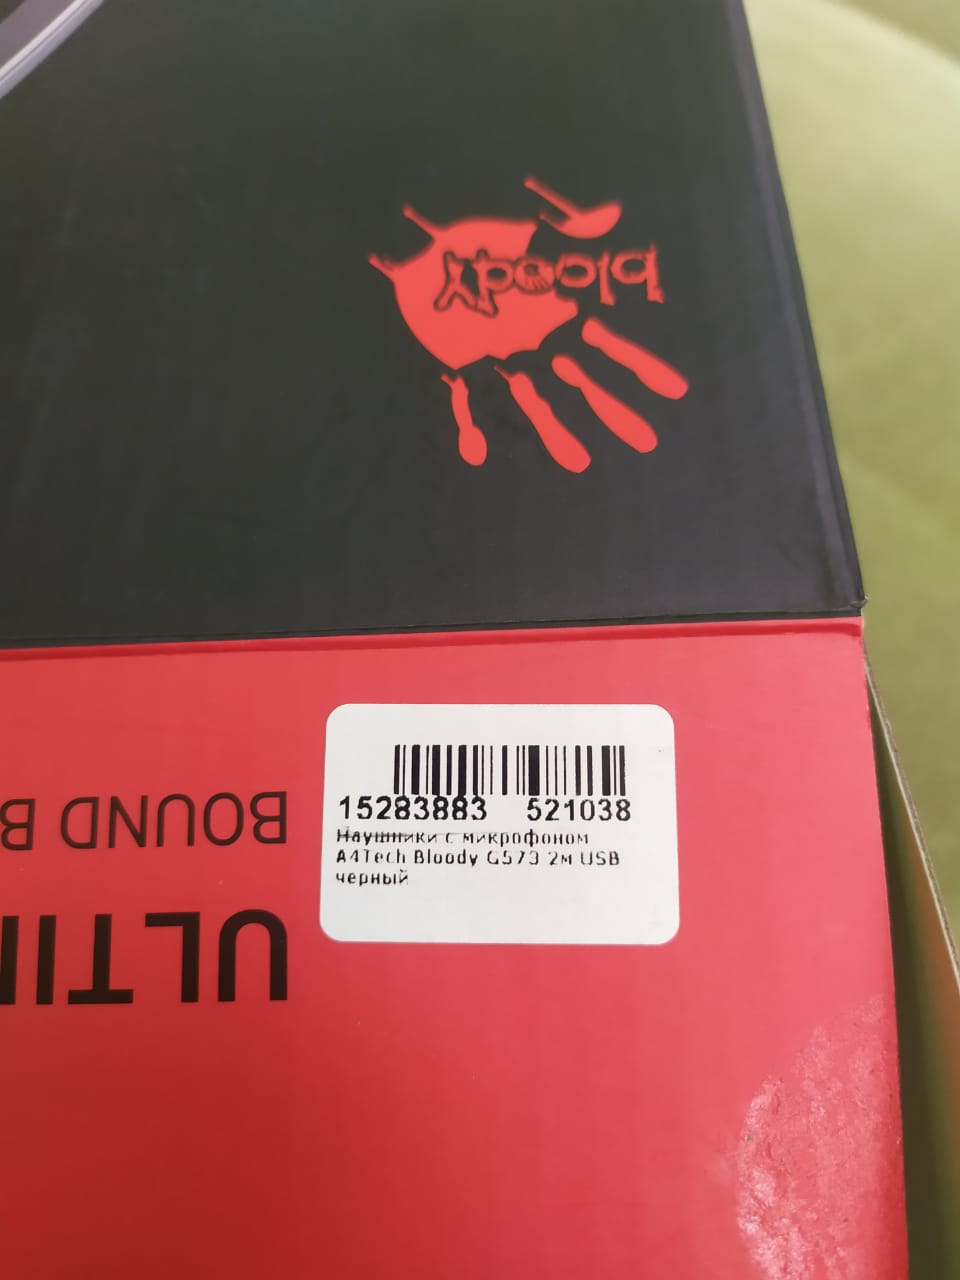 bloody
15283883 521038
Наушники с микрофоном
A4Tech Bloody G573 2м USB
черный
BOUND B
ULTI